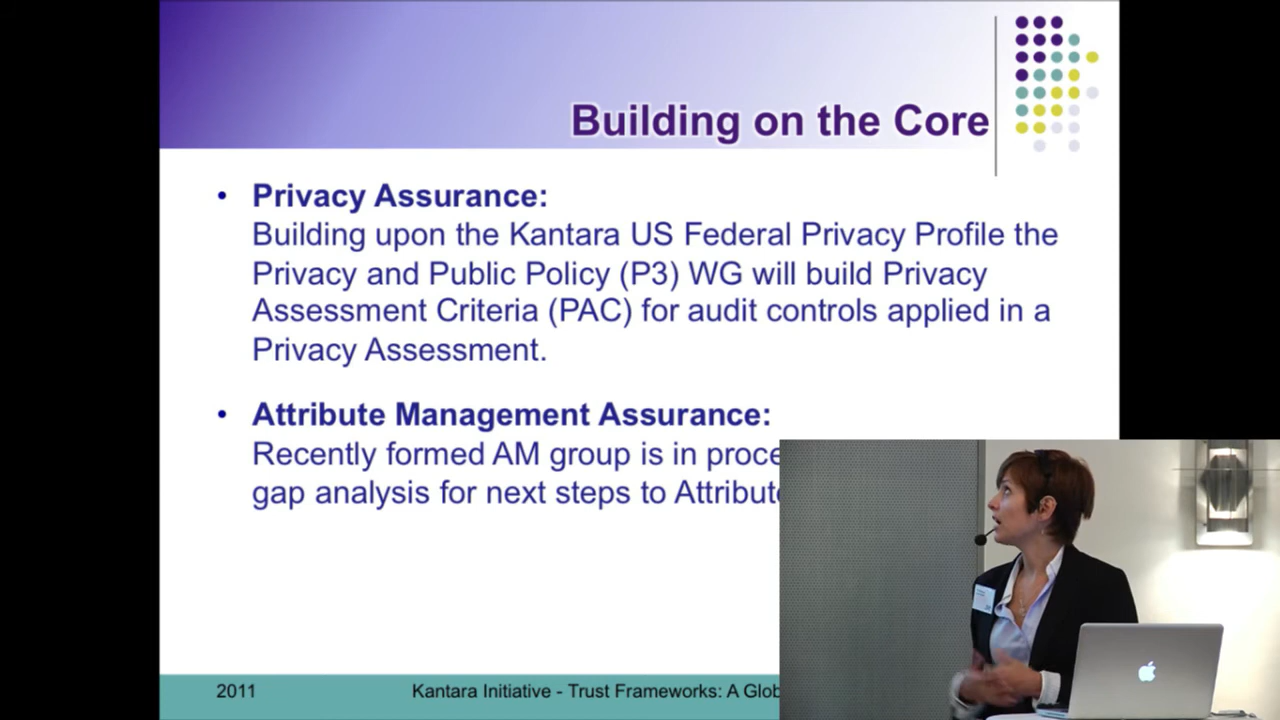 Building on the Core
• Privacy Assurance:
Building upon the Kantara US Federal Privacy Profile the
Privacy and Public Policy (P3) WG will build Privacy
Assessment Criteria (PAC) for audit controls applied in a
Privacy Assessment.
• Attribute Management Assurance:
Recently formed AM group is in proce
gap analysis for next steps to Attribut
2011
Kantara Initiative - Trust Frameworks: A Glob